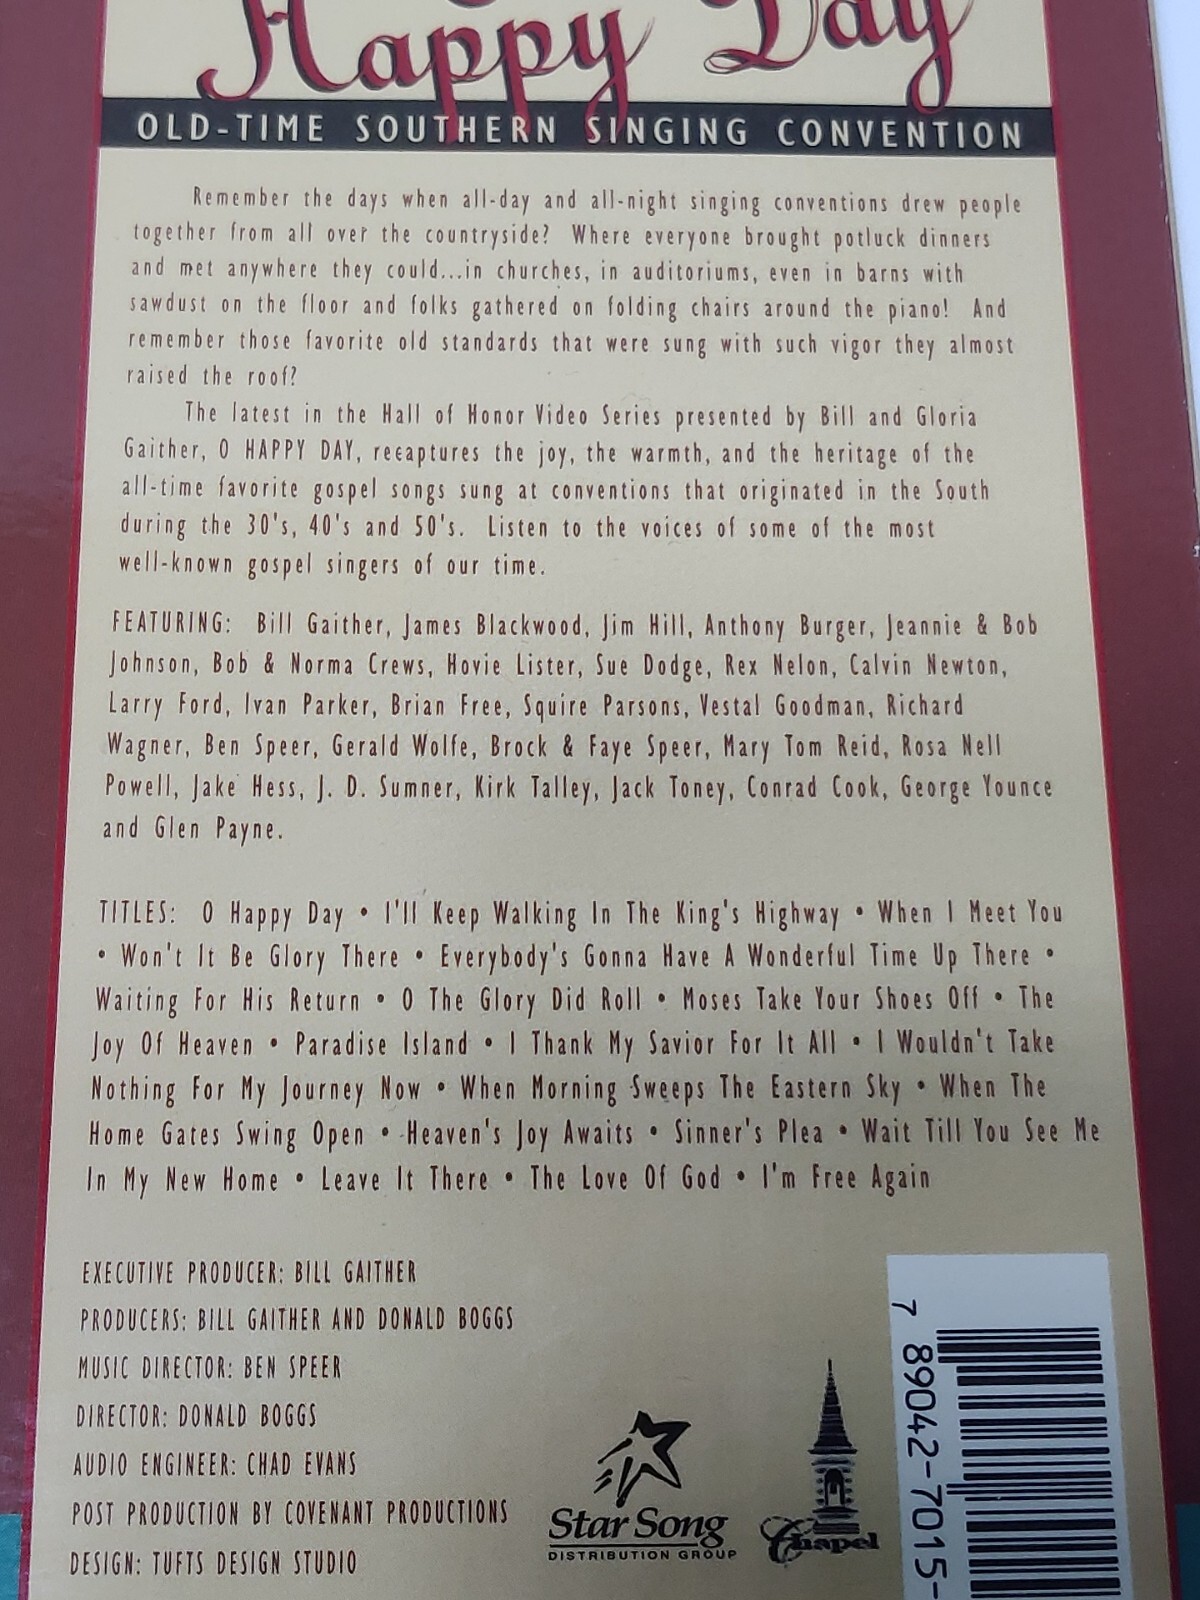 Happy Day
OLD-TIME SOUTHERN SINGING CONVENTION
Remember the days when all-day and all-night singing conventions drew people
together from all over the countryside? Where everyone brought potluck dinners
and met anywhere they could...in churches, in auditoriums, even in barns with
sawdust on the floor and folks gathered on folding chairs around the piano! And
remember those favorite old standards that were sung with such vigor they almost
raised the roof?
The latest in the Hall of Honor Video Series presented by Bill and Gloria
Gaither, O HAPPY DAY, recaptures the joy, the warmth, and the heritage of the
all-time favorite gospel songs sung at conventions that originated in the South
during the 30's, 40's and 50's. Listen to the voices of some of the most
well-known gospel singers of our time.
FEATURING: Bill Gaither, James Blackwood, Jim Hill, Anthony Burger, Jeannie & Bob
Johnson, Bob & Norma Crews, Hovie Lister, Sue Dodge, Rex Nelon, Calvin Newton,
Larry Ford, Ivan Parker, Brian Free, Squire Parsons, Vestal Goodman, Richard
Wagner, Ben Speer, Gerald Wolfe, Brock & Faye Speer, Mary Tom Reid, Rosa Nell
Powell, Jake Hess, J. D. Sumner, Kirk Talley, Jack Toney, Conrad Cook, George Younce
and Glen Payne.
TITLES: O Happy Day • I'll Keep Walking In The King's Highway • When I Meet You
• Won't It Be Glory There • Everybody's Gonna Have A Wonderful Time Up There •
Waiting For His Return • O The Glory Did Roll • Moses Take Your Shoes Off • The
Joy Of Heaven • Paradise Island • I Thank My Savior For It All • I Wouldn't Take
Nothing For My Journey Now • When Morning Sweeps The Eastern Sky • When The
Home Gates Swing Open • Heaven's Joy Awaits • Sinner's Plea • Wait Till You See Me
In My New Home • Leave It There • The Love Of God • I'm Free Again
EXECUTIVE PRODUCER: BILL GAITHER
PRODUCERS: BILL GAITHER AND DONALD BOGGS
MUSIC DIRECTOR: BEN SPEER
DIRECTOR: DONALD BOGGS
AUDIO ENGINEER: CHAD EVANS
POST PRODUCTION BY COVENANT PRODUCTIONS
DESIGN: TUFTS DESIGN STUDIO
Star Song
DISTRIBUTION GROUP
Chapel
7 89042-7015-